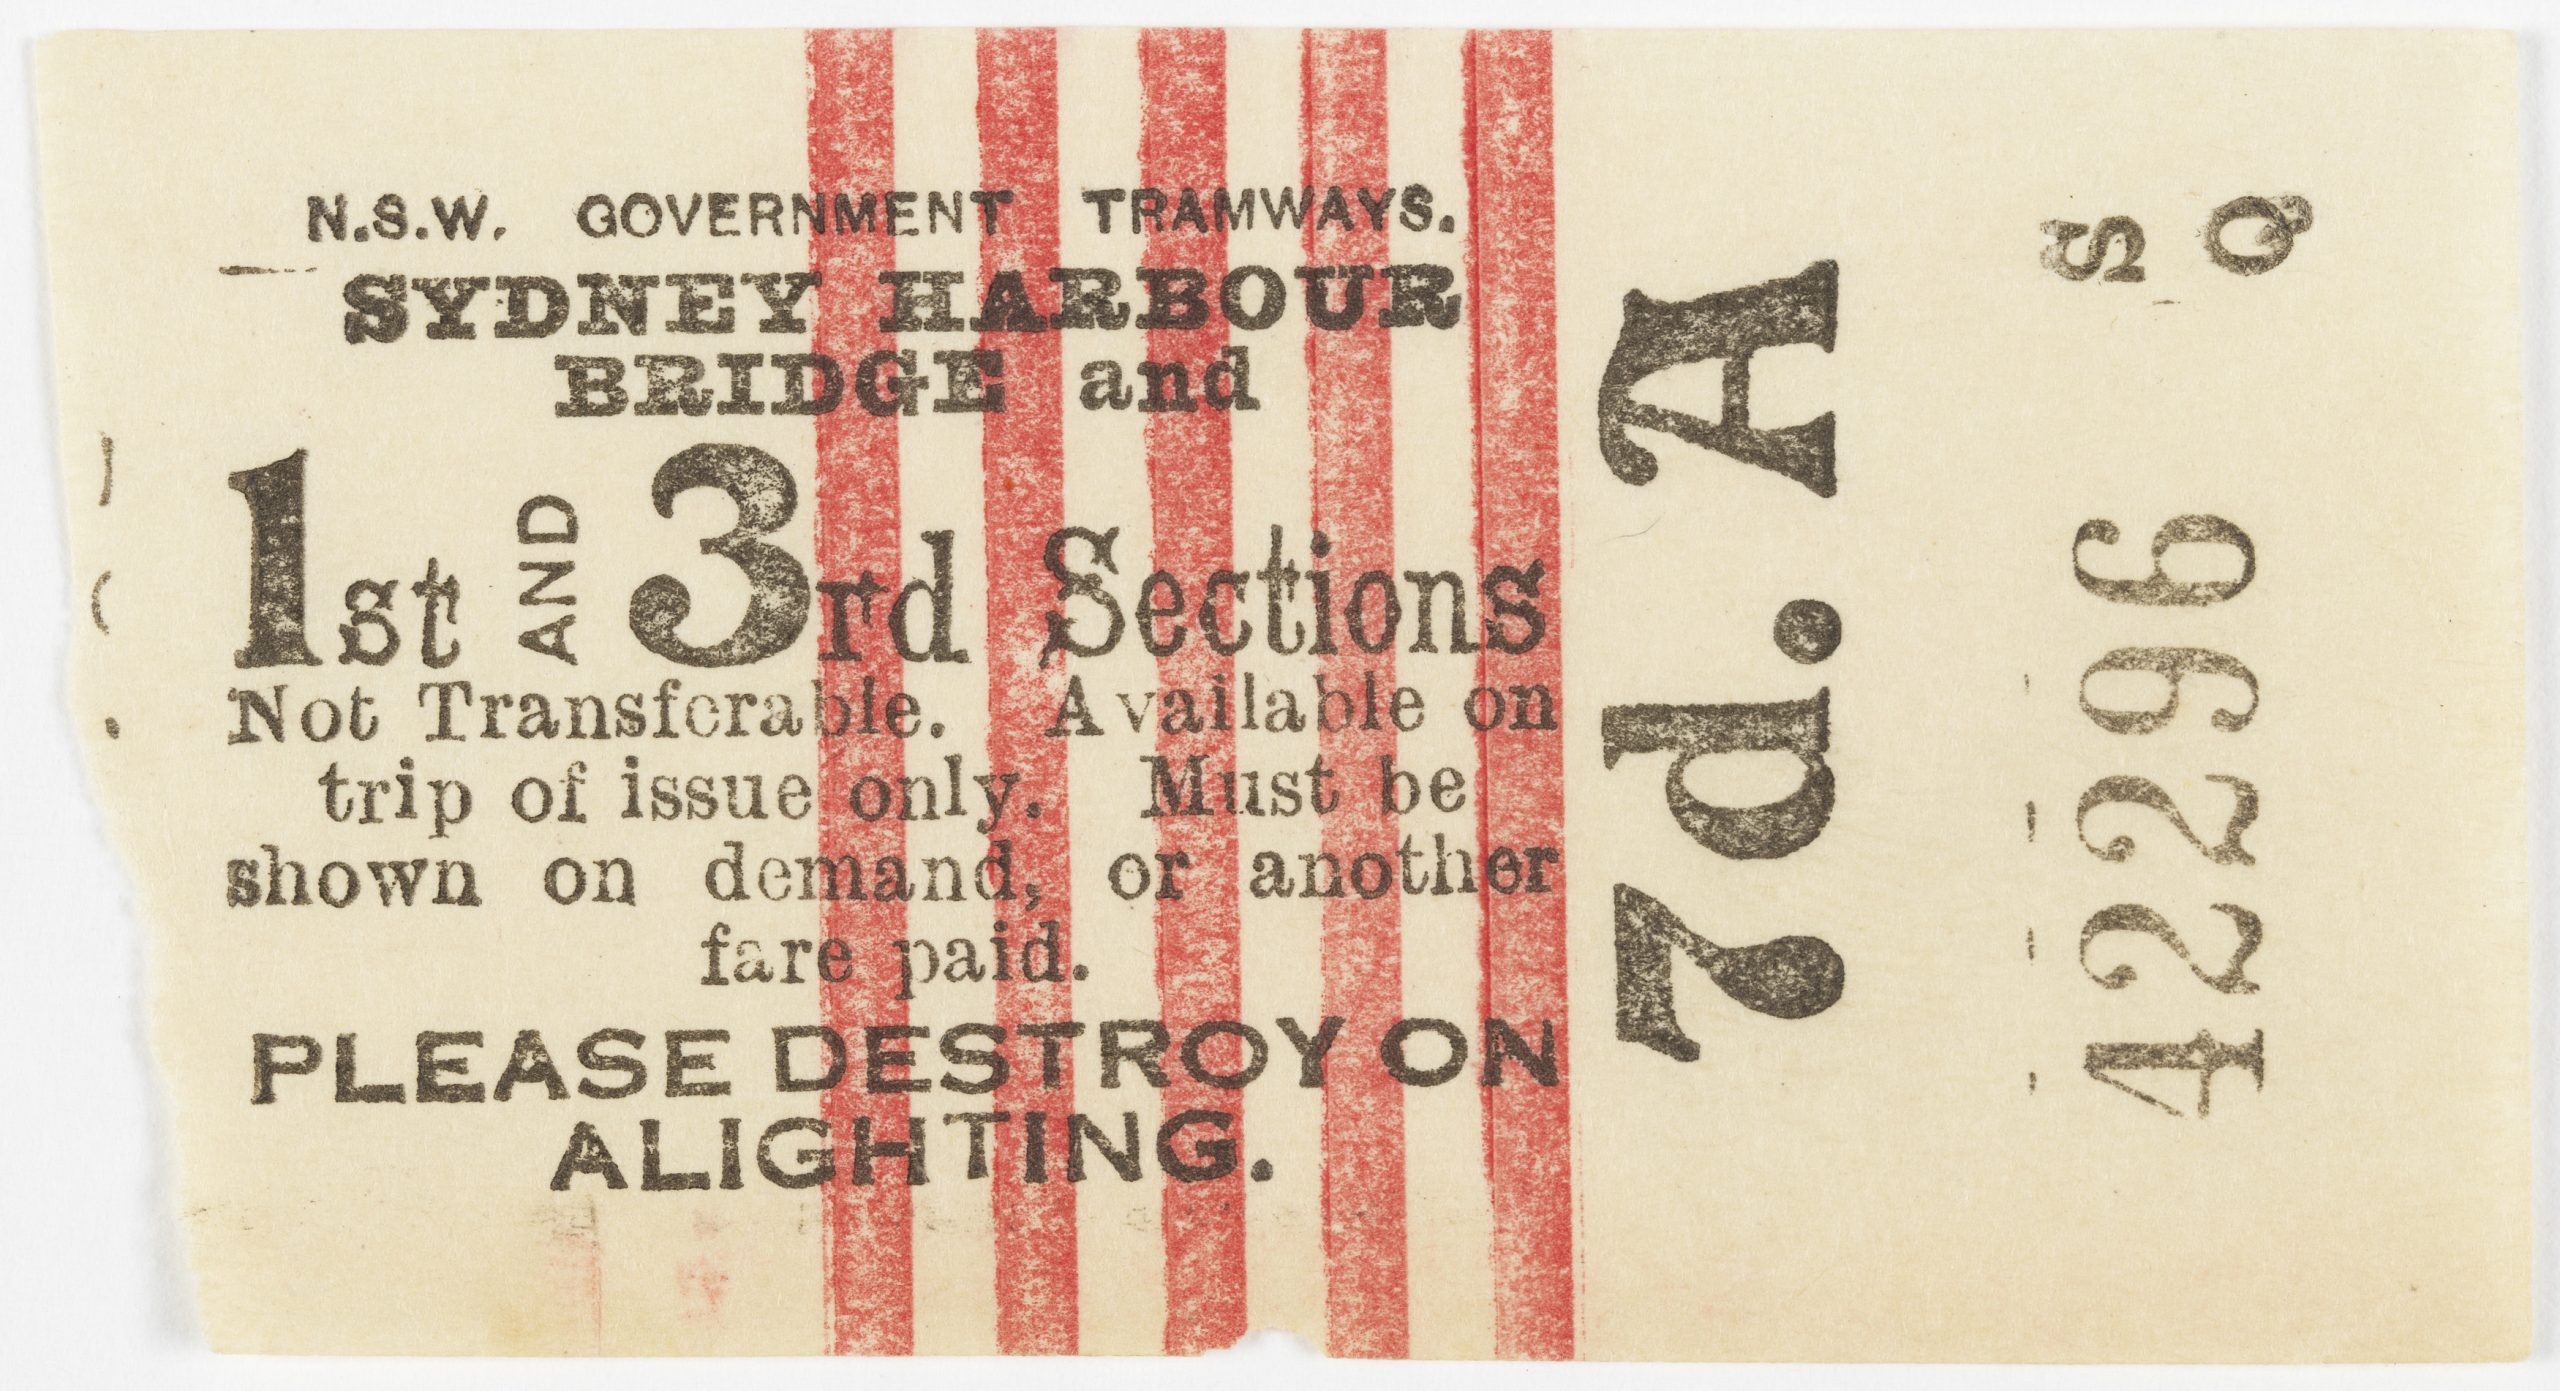 N.S.W. GOVERNMENT TRAMWAYS.
SYDNEY HARBOUR
BRIDGE and
1st AND 3rd Sections
Not Transferable. Available on
trip of issue only. Must be
shown on demand, or another
fare paid.
PLEASE DESTROY ON
ALIGHTING.
7d. A
42296
S
Q